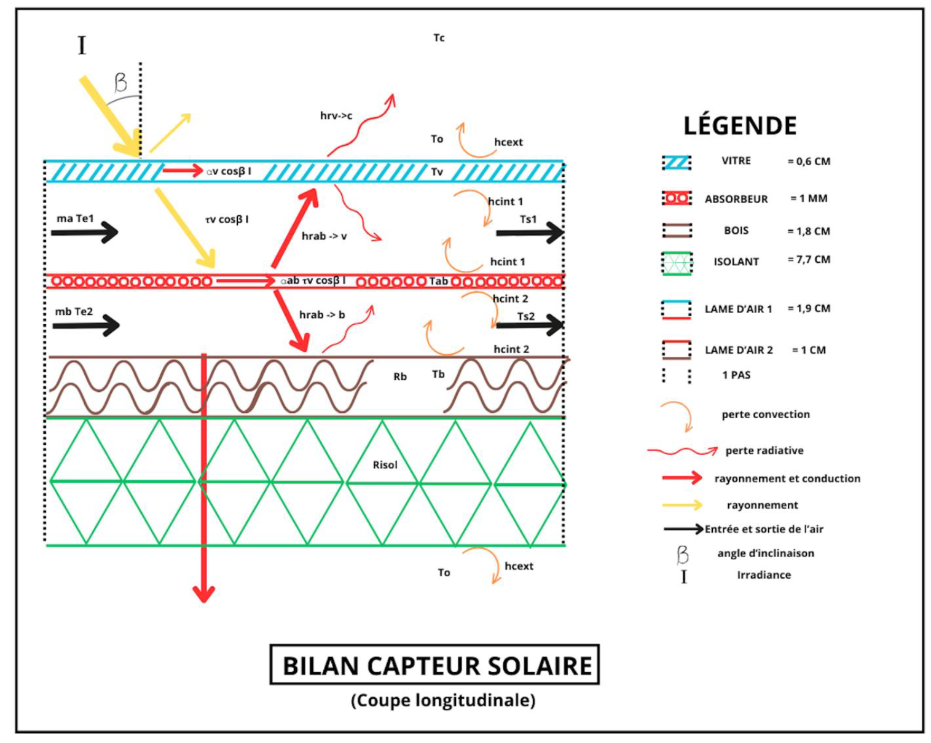 I
β
Tc
hrv->c
To
hcext
αv cosβ I
Tv
ma Te1
τv cosβ I
hcint 1
Ts1
hrab -> v
hcint 1
αab τv cosβ I
Tab
mb Te2
hrab -> b
hcint 2
Ts2
hcint 2
Rb
Tb
Risol
To
hcext
LÉGENDE
VITRE = 0,6 CM
ABSORBEUR = 1 MM
BOIS = 1,8 CM
ISOLANT = 7,7 CM
LAME D'AIR 1 = 1,9 CM
LAME D'AIR 2 = 1 CM
1 PAS
perte convection
perte radiative
rayonnement et conduction
rayonnement
Entrée et sortie de l'air
β angle d'inclinaison
I Irradiance
BILAN CAPTEUR SOLAIRE
(Coupe longitudinale)